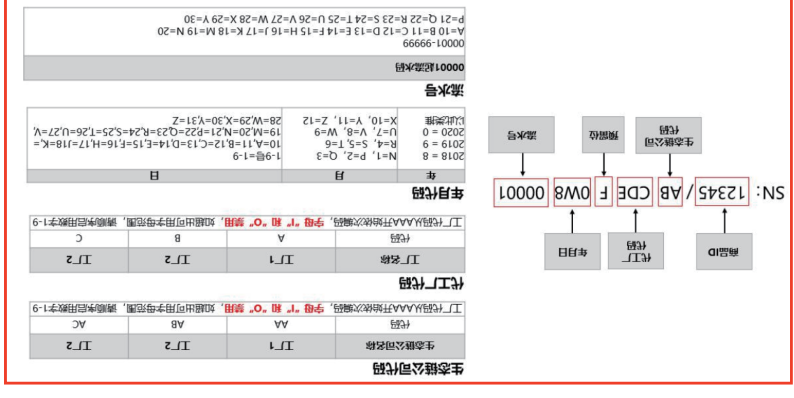 商品ID
代工厂
代码
年月日
SN: 12345 / AB CDE F 0W8 00001
生态链公司
代码
预留位
流水号
生态链公司代码
生态链公司名称 工厂1 工厂2 工厂2
代码 AA AB AC
工厂代码从AAAA开始依次编码,字母 "I" 和 "O" 禁用,如超出可用字母范围,请顺序启用数字1-9
代工厂代码
工厂名称 工厂1 工厂2 工厂2
代码 A B C
工厂代码从AAAA开始依次编码,字母 "I" 和 "O" 禁用,如超出可用字母范围,请顺序启用数字1-9
年月日代码
年 月 日
2018 = 8 N=1, P=2, Q=3 1-9号=1-9
2019 = 9 R=4, S=5, T=6 10=A,11=B,12=C,13=D,14=E,15=F,16=H,17=J,18=K,=
2020 = 0 U=7, V=8, W=9 19=M,20=N,21=P,22=Q,23=R,24=S,25=T,26=U,27=V,
以此类推 X=10, Y=11, Z=12 28=W,29=X,30=Y,31=Z
流水号
00001起流水码
00001-99999
A=10 B=11 C=12 D=13 E=14 F=15 H=16 J=17 K=18 M=19 N=20
P=21 Q=22 R=23 S=24 T=25 U=26 V=27 W=28 X=29 Y=30